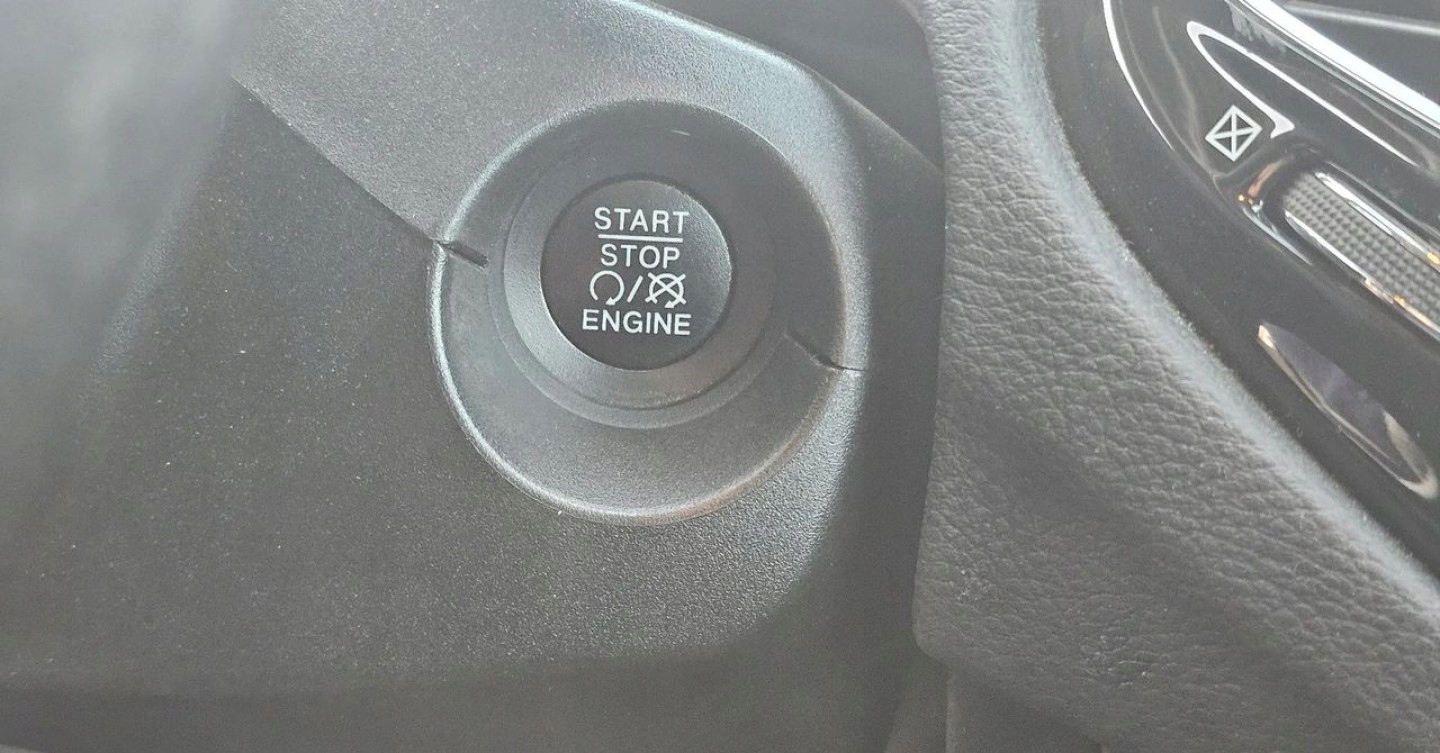 START
STOP
/
ENGINE